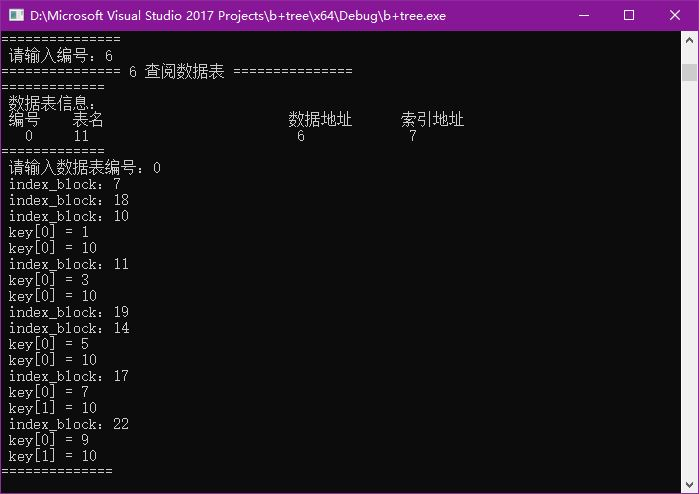 D:\Microsoft Visual Studio 2017 Projects\b+tree\x64\Debug\b+tree.exe
===============
请输入编号：6
=============== 6 查阅数据表 ===============
=============
数据表信息：
编号 表名 数据地址 索引地址
0 11 6 7
=============
请输入数据表编号：0
index_block：7
index_block：18
index_block：10
key[0] = 1
key[0] = 10
index_block：11
key[0] = 3
key[0] = 10
index_block：19
index_block：14
key[0] = 5
key[0] = 10
index_block：17
key[0] = 7
key[1] = 10
index_block：22
key[0] = 9
key[1] = 10
==============